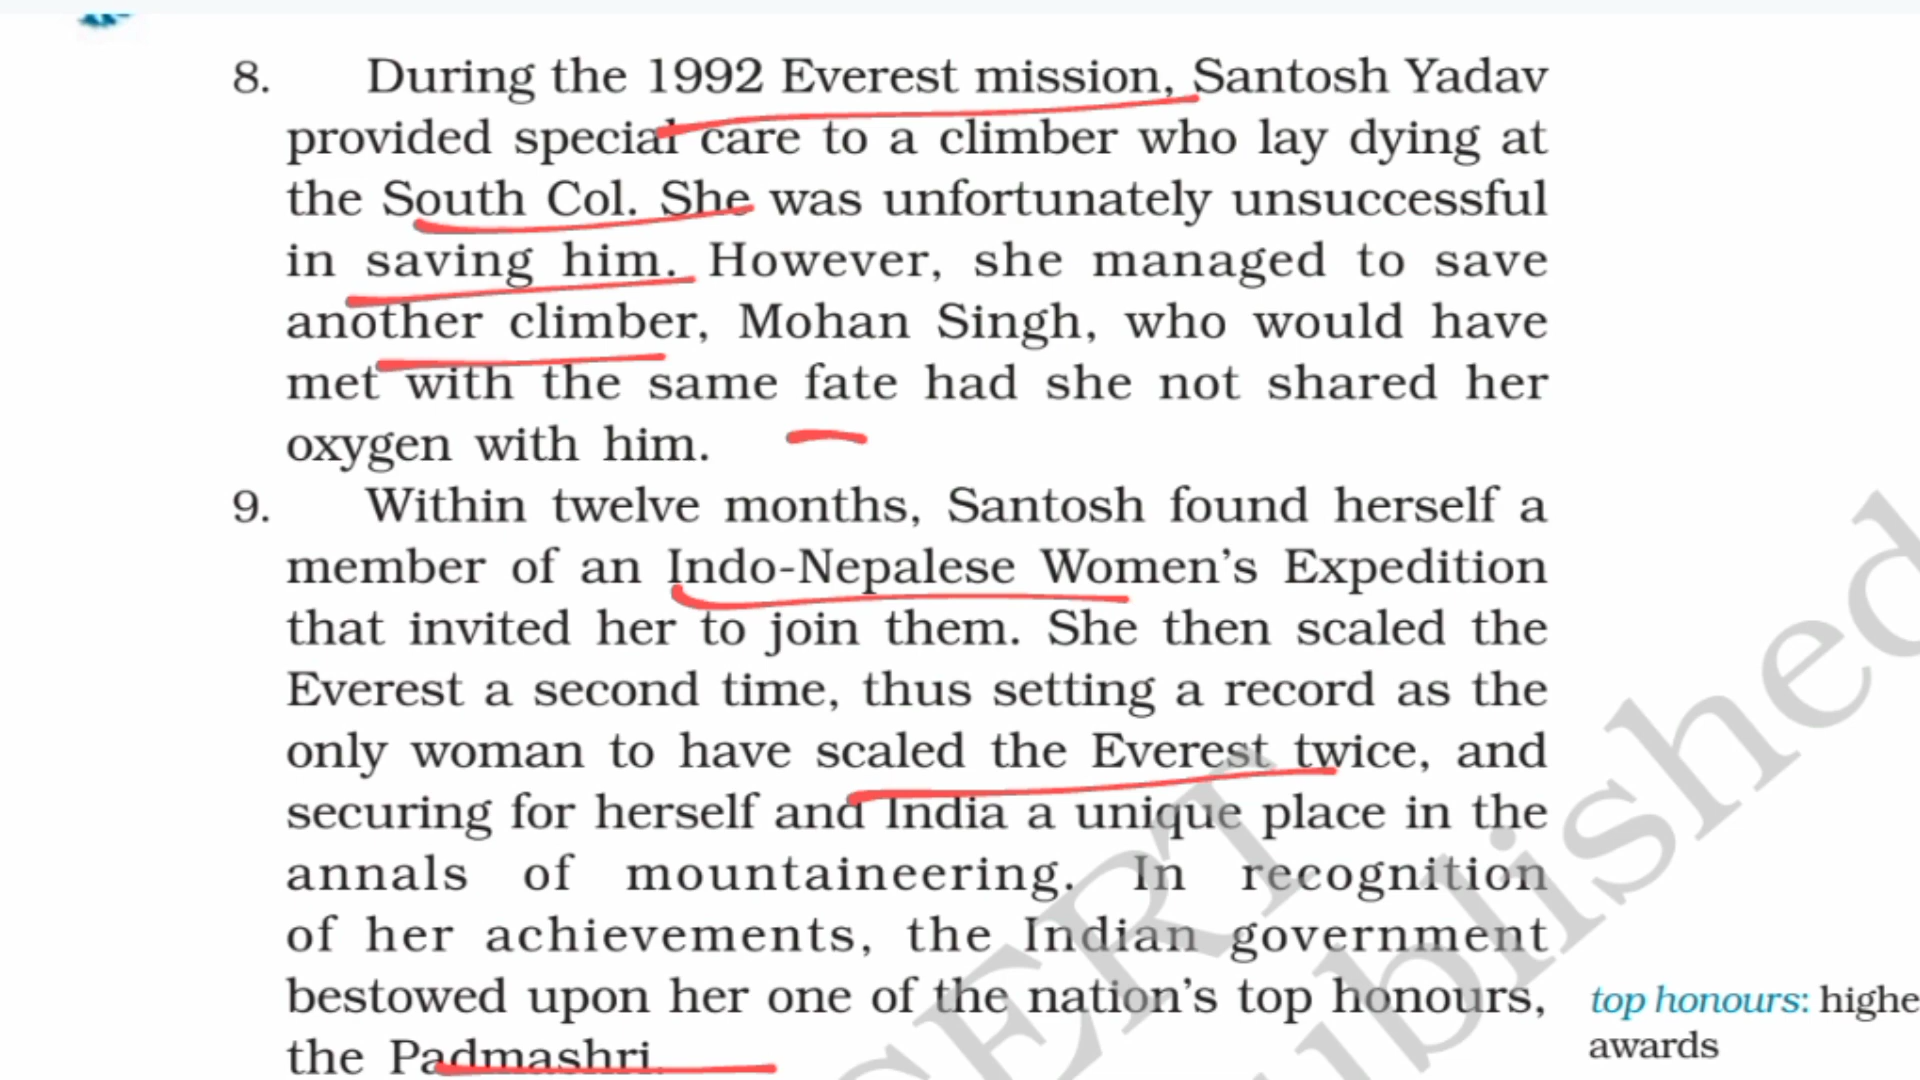 8. During the 1992 Everest mission, Santosh Yadav
provided special care to a climber who lay dying at
the South Col. She was unfortunately unsuccessful
in saving him. However, she managed to save
another climber, Mohan Singh, who would have
met with the same fate had she not shared her
oxygen with him.
9. Within twelve months, Santosh found herself a
member of an Indo-Nepalese Women’s Expedition
that invited her to join them. She then scaled the
Everest a second time, thus setting a record as the
only woman to have scaled the Everest twice, and
securing for herself and India a unique place in the
annals of mountaineering. In recognition
of her achievements, the Indian government
bestowed upon her one of the nation’s top honours,
the Padmashri.
top honours: highe
awards